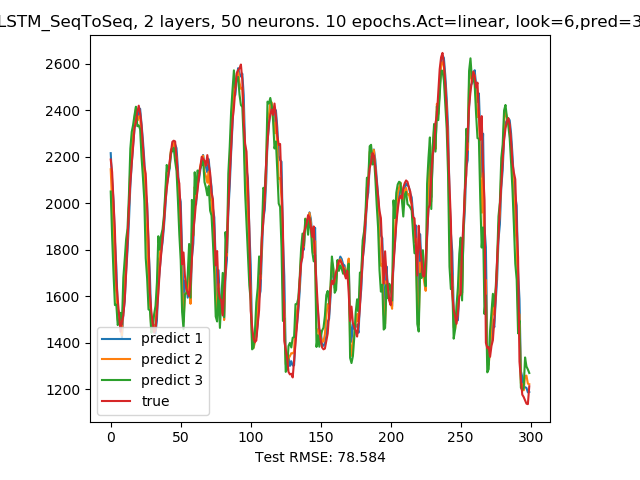 LSTM_SeqToSeq, 2 layers, 50 neurons. 10 epochs.Act=linear, look=6,pred=3
2600
2400
2200
2000
1800
1600
1400
1200
predict 1
predict 2
predict 3
true
0 50 100 150 200 250 300
Test RMSE: 78.584